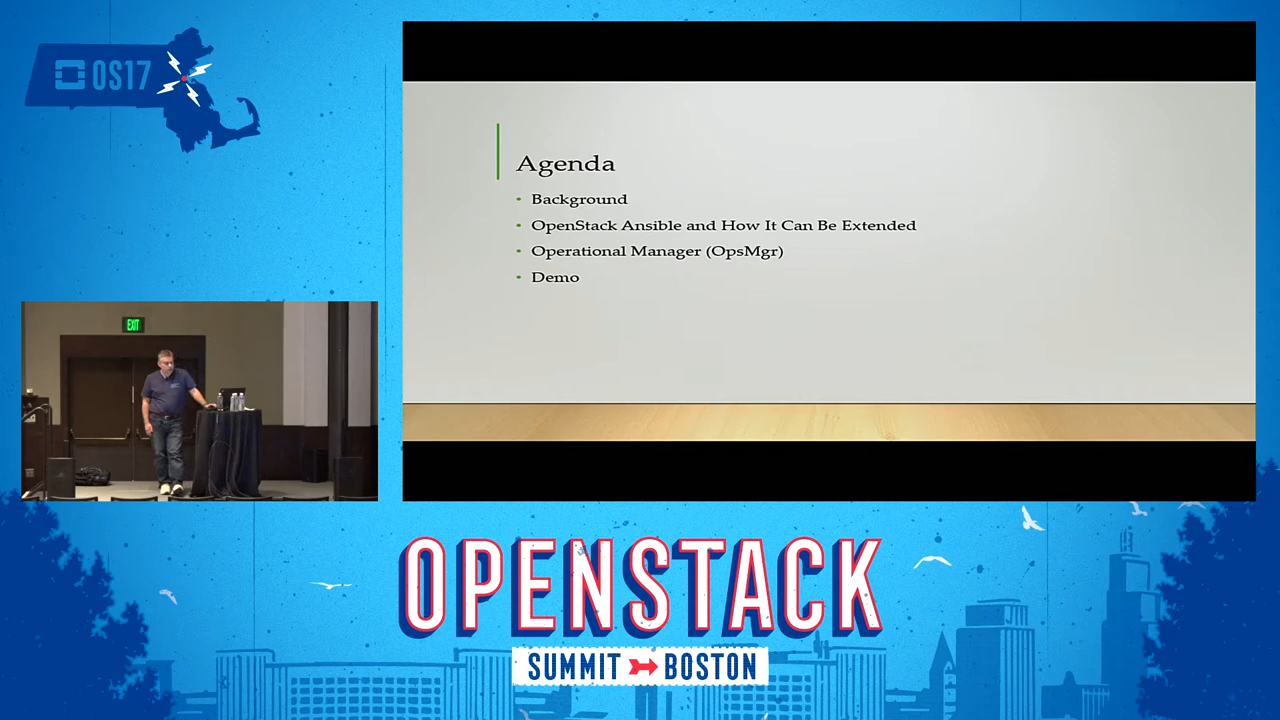 OS17
Agenda
• Background
• OpenStack Ansible and How It Can Be Extended
• Operational Manager (OpsMgr)
• Demo
EXIT
OPENSTACK
SUMMIT BOSTON